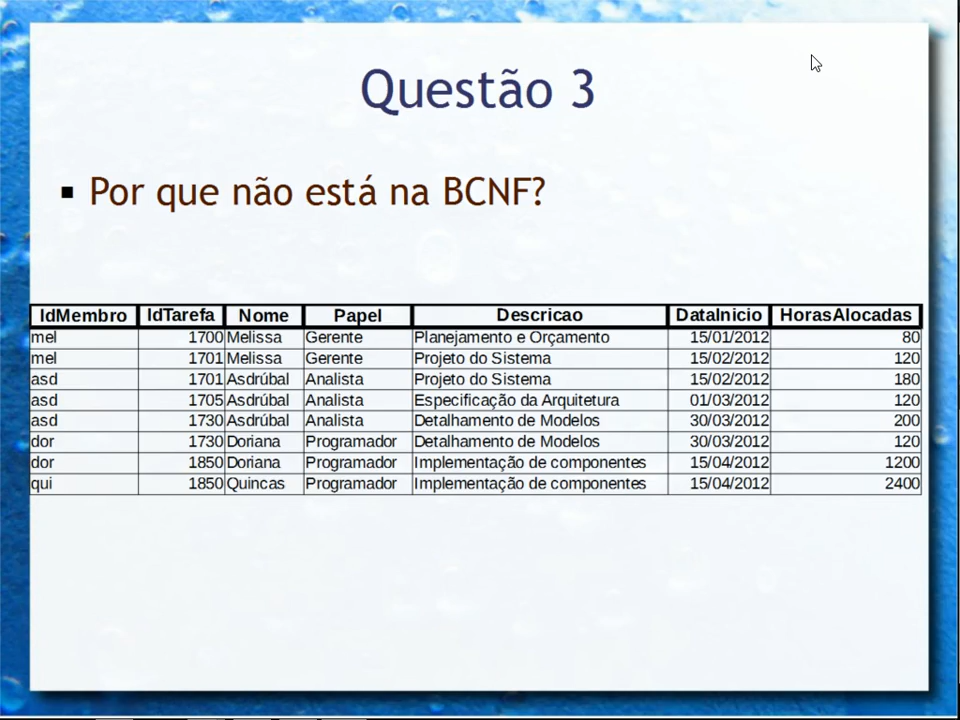 Questão 3
▪ Por que não está na BCNF?
IdMembro IdTarefa Nome Papel Descricao DataInicio HorasAlocadas
mel 1700 Melissa Gerente Planejamento e Orçamento 15/01/2012 80
mel 1701 Melissa Gerente Projeto do Sistema 15/02/2012 120
asd 1701 Asdrúbal Analista Projeto do Sistema 15/02/2012 180
asd 1705 Asdrúbal Analista Especificação da Arquitetura 01/03/2012 120
asd 1730 Asdrúbal Analista Detalhamento de Modelos 30/03/2012 200
dor 1730 Doriana Programador Detalhamento de Modelos 30/03/2012 120
dor 1850 Doriana Programador Implementação de componentes 15/04/2012 1200
qui 1850 Quincas Programador Implementação de componentes 15/04/2012 2400